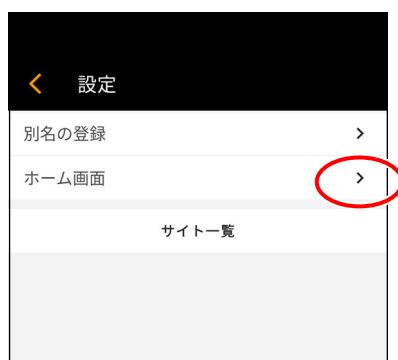 設定
別名の登録
ホーム画面
サイト一覧